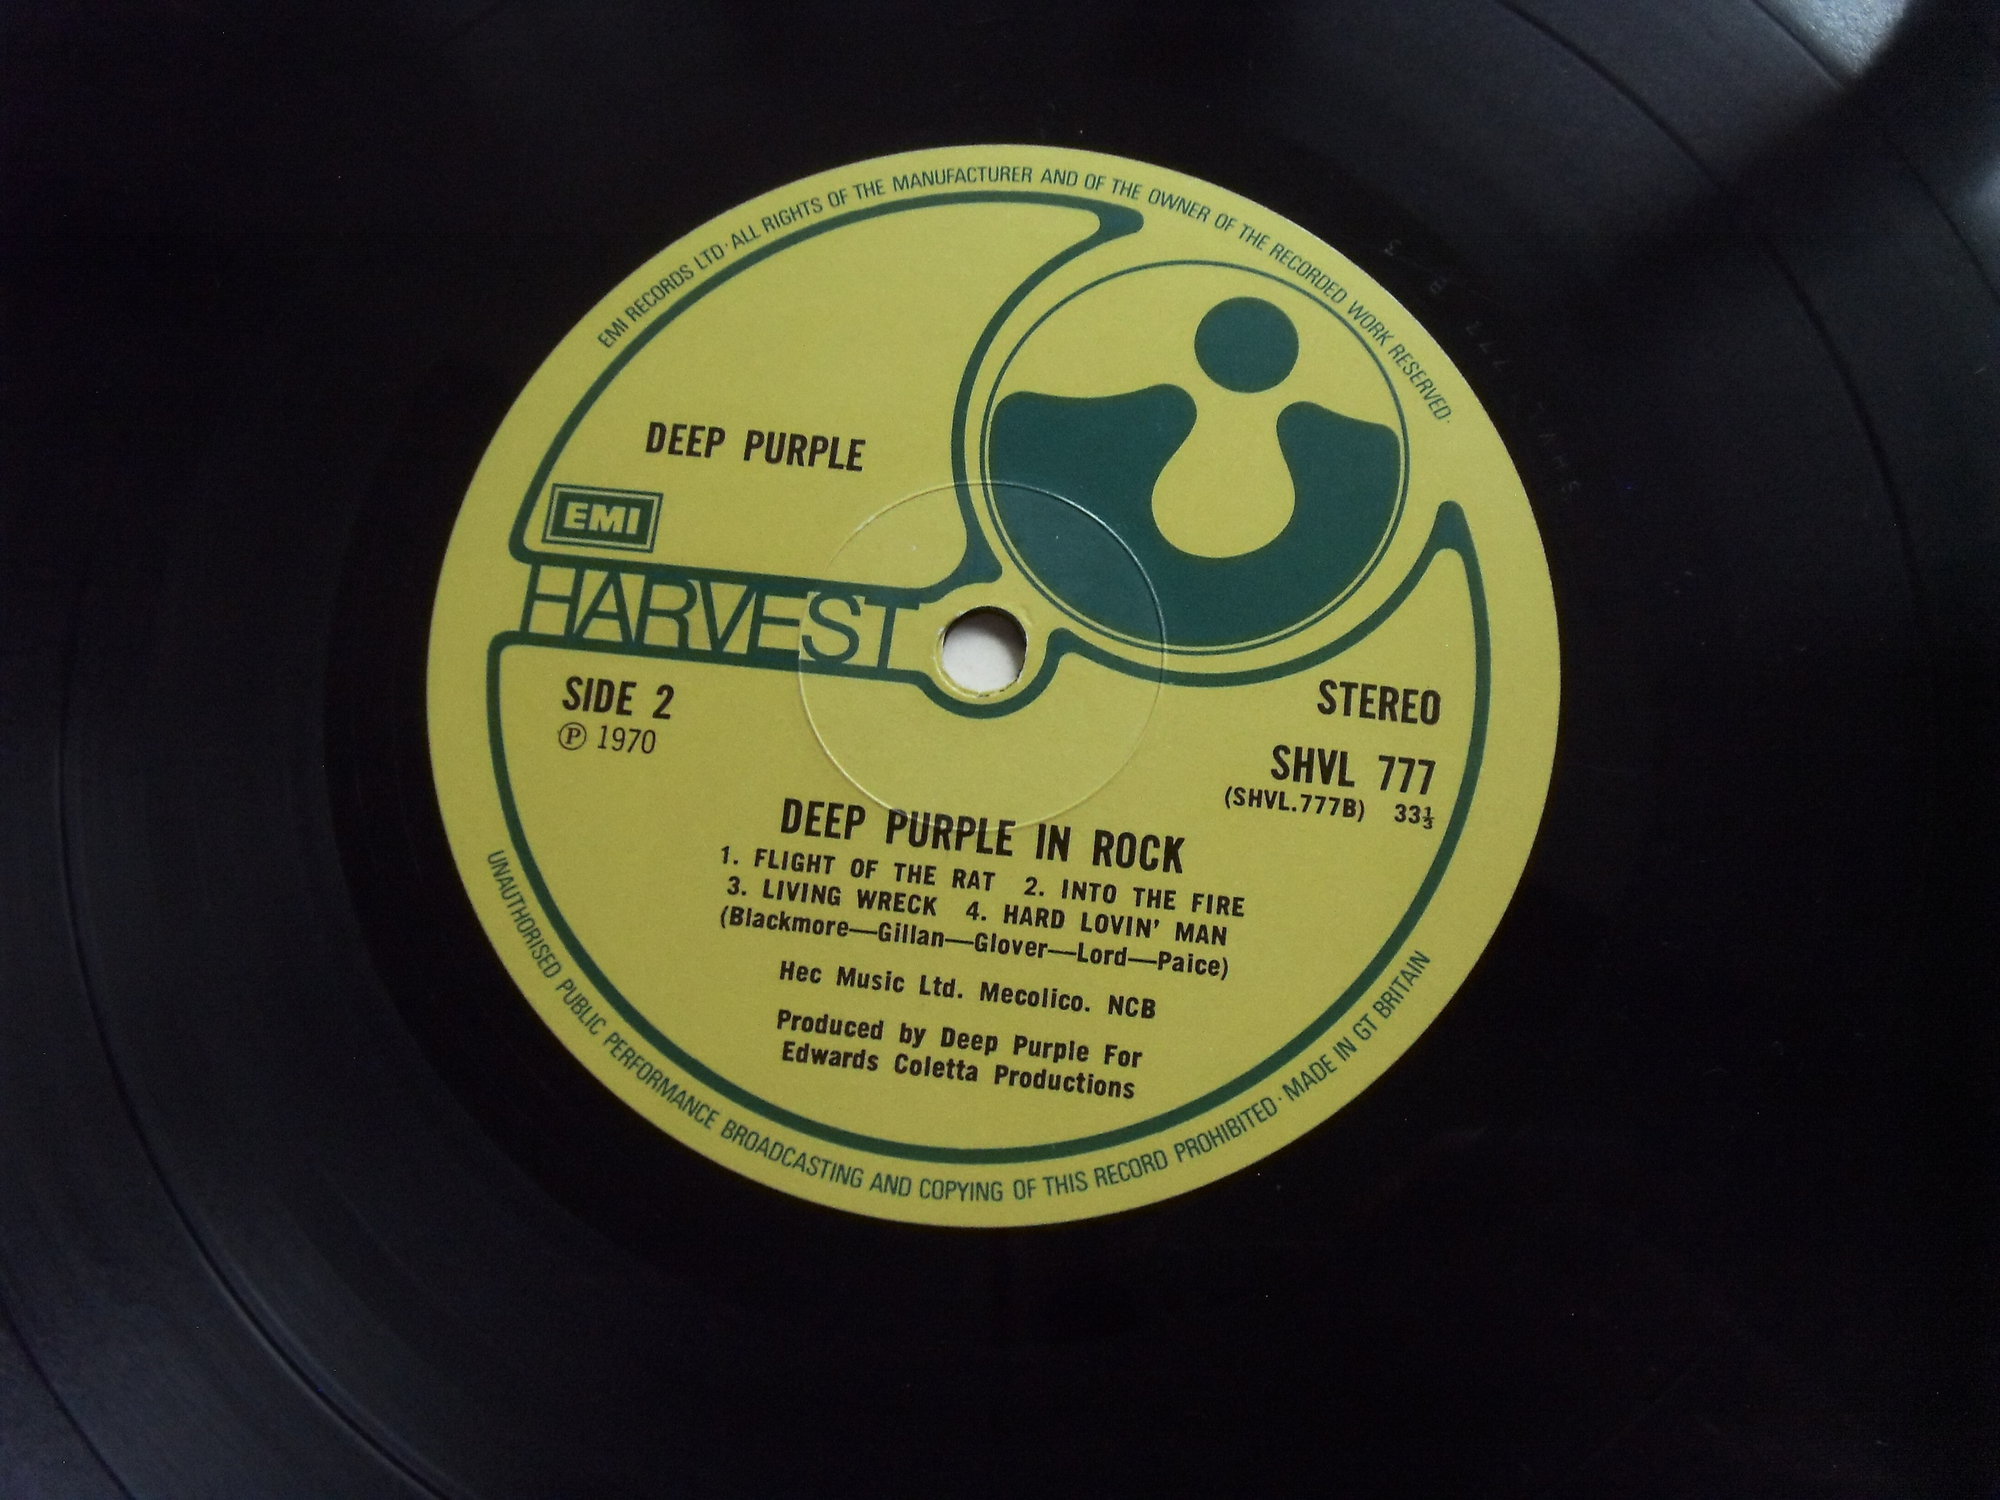 EMI RECORDS LTD · ALL RIGHTS OF THE MANUFACTURER AND OF THE OWNER OF THE RECORDED WORK RESERVED ·
DEEP PURPLE
EMI
HARVEST
SIDE 2
Ⓟ 1970
STEREO
SHVL 777
(SHVL.777B) 33⅓
DEEP PURPLE IN ROCK
1. FLIGHT OF THE RAT 2. INTO THE FIRE
3. LIVING WRECK 4. HARD LOVIN' MAN
(Blackmore—Gillan—Glover—Lord—Paice)
Hec Music Ltd. Mecolico. NCB
Produced by Deep Purple For
Edwards Coletta Productions
UNAUTHORISED PUBLIC PERFORMANCE BROADCASTING AND COPYING OF THIS RECORD PROHIBITED · MADE IN GT BRITAIN